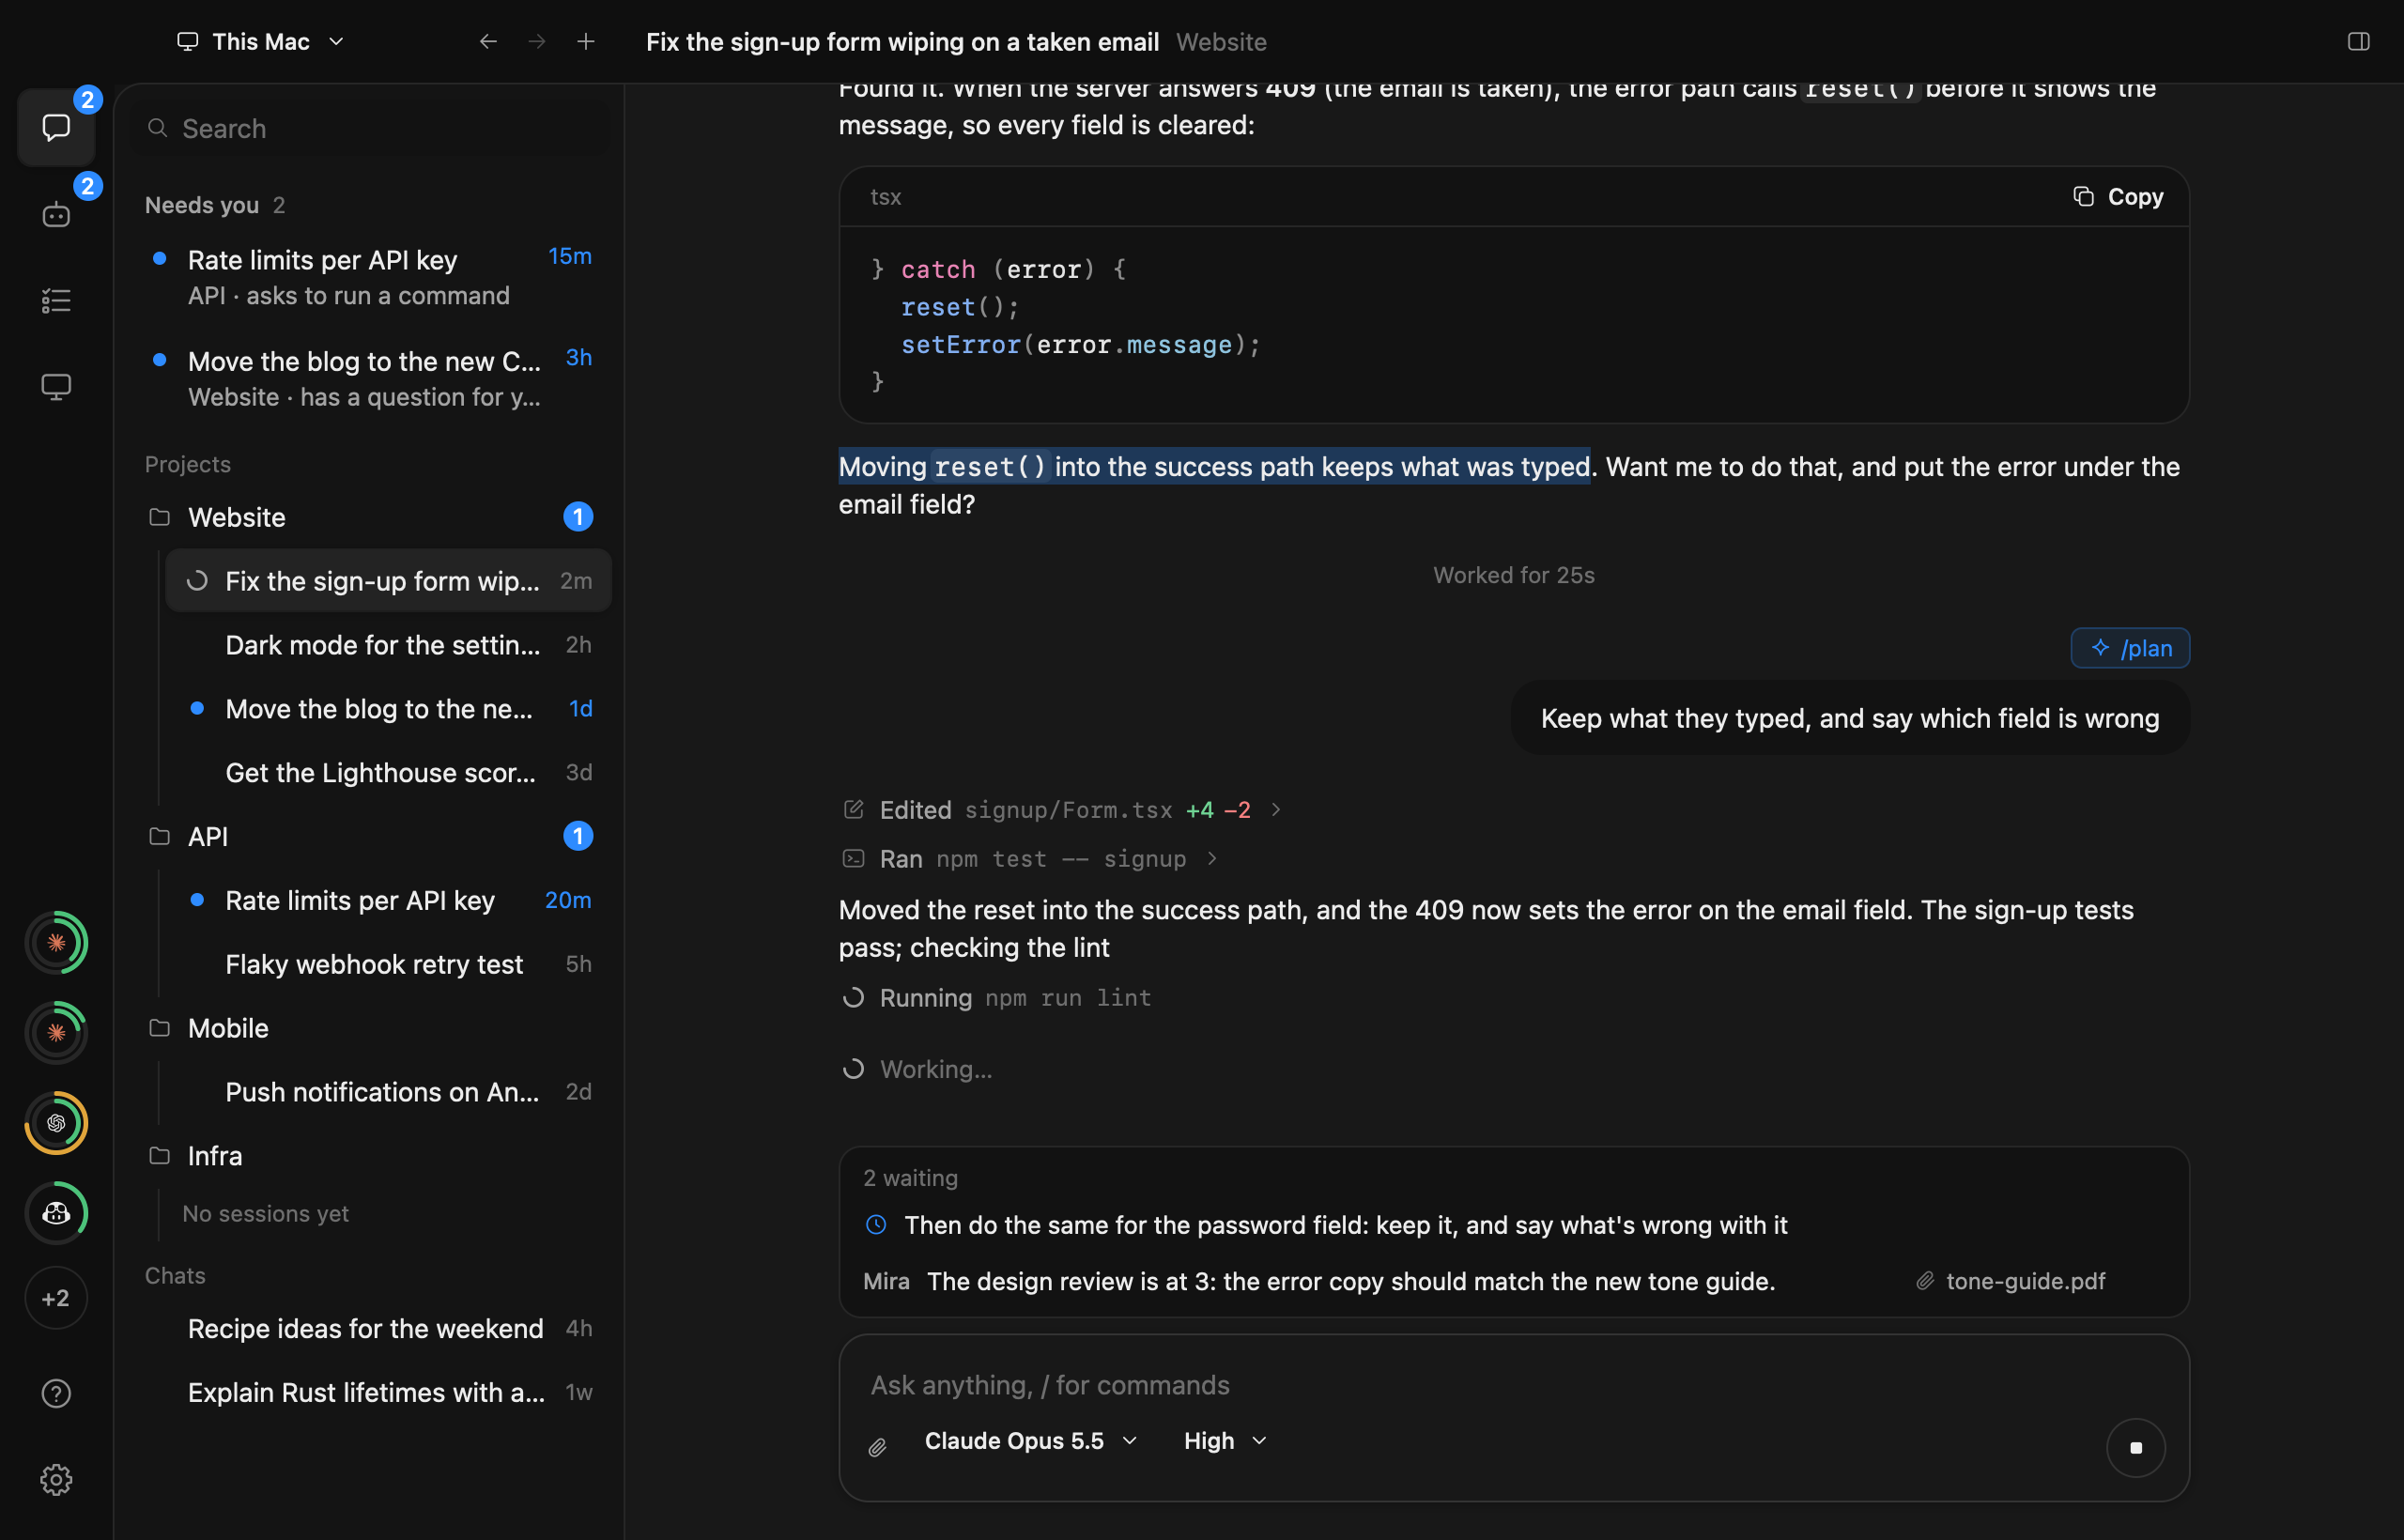 This Mac
Fix the sign-up form wiping on a taken email Website
2
2
Search
Needs you 2
Rate limits per API key 15m
API · asks to run a command
Move the blog to the new C... 3h
Website · has a question for y...
Projects
Website 1
Fix the sign-up form wip... 2m
Dark mode for the settin... 2h
Move the blog to the ne... 1d
Get the Lighthouse scor... 3d
API 1
Rate limits per API key 20m
Flaky webhook retry test 5h
Mobile
Push notifications on An... 2d
Infra
No sessions yet
Chats
Recipe ideas for the weekend 4h
Explain Rust lifetimes with a... 1w
+2
Found it. When the server answers 409 (the email is taken), the error path calls reset() before it shows the
message, so every field is cleared:
tsx
Copy
} catch (error) {
reset();
setError(error.message);
}
Moving reset() into the success path keeps what was typed. Want me to do that, and put the error under the
email field?
Worked for 25s
/plan
Keep what they typed, and say which field is wrong
Edited signup/Form.tsx +4 −2
Ran npm test -- signup
Moved the reset into the success path, and the 409 now sets the error on the email field. The sign-up tests
pass; checking the lint
Running npm run lint
Working...
2 waiting
Then do the same for the password field: keep it, and say what's wrong with it
Mira The design review is at 3: the error copy should match the new tone guide. tone-guide.pdf
Ask anything, / for commands
Claude Opus 5.5 High